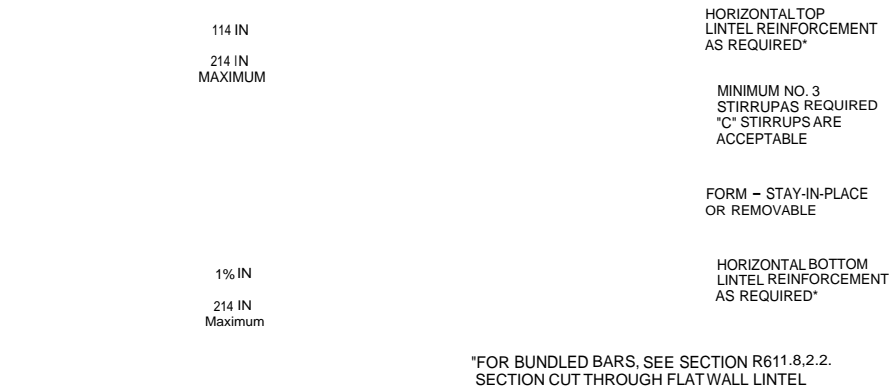 114 IN
214 IN
MAXIMUM
HORIZONTAL TOP
LINTEL REINFORCEMENT
AS REQUIRED*
MINIMUM NO. 3
STIRRUPAS REQUIRED
"C" STIRRUPS ARE
ACCEPTABLE
FORM – STAY-IN-PLACE
OR REMOVABLE
1% IN
214 IN
Maximum
HORIZONTAL BOTTOM
LINTEL REINFORCEMENT
AS REQUIRED*
"FOR BUNDLED BARS, SEE SECTION R611.8,2.2.
SECTION CUT THROUGH FLAT WALL LINTEL